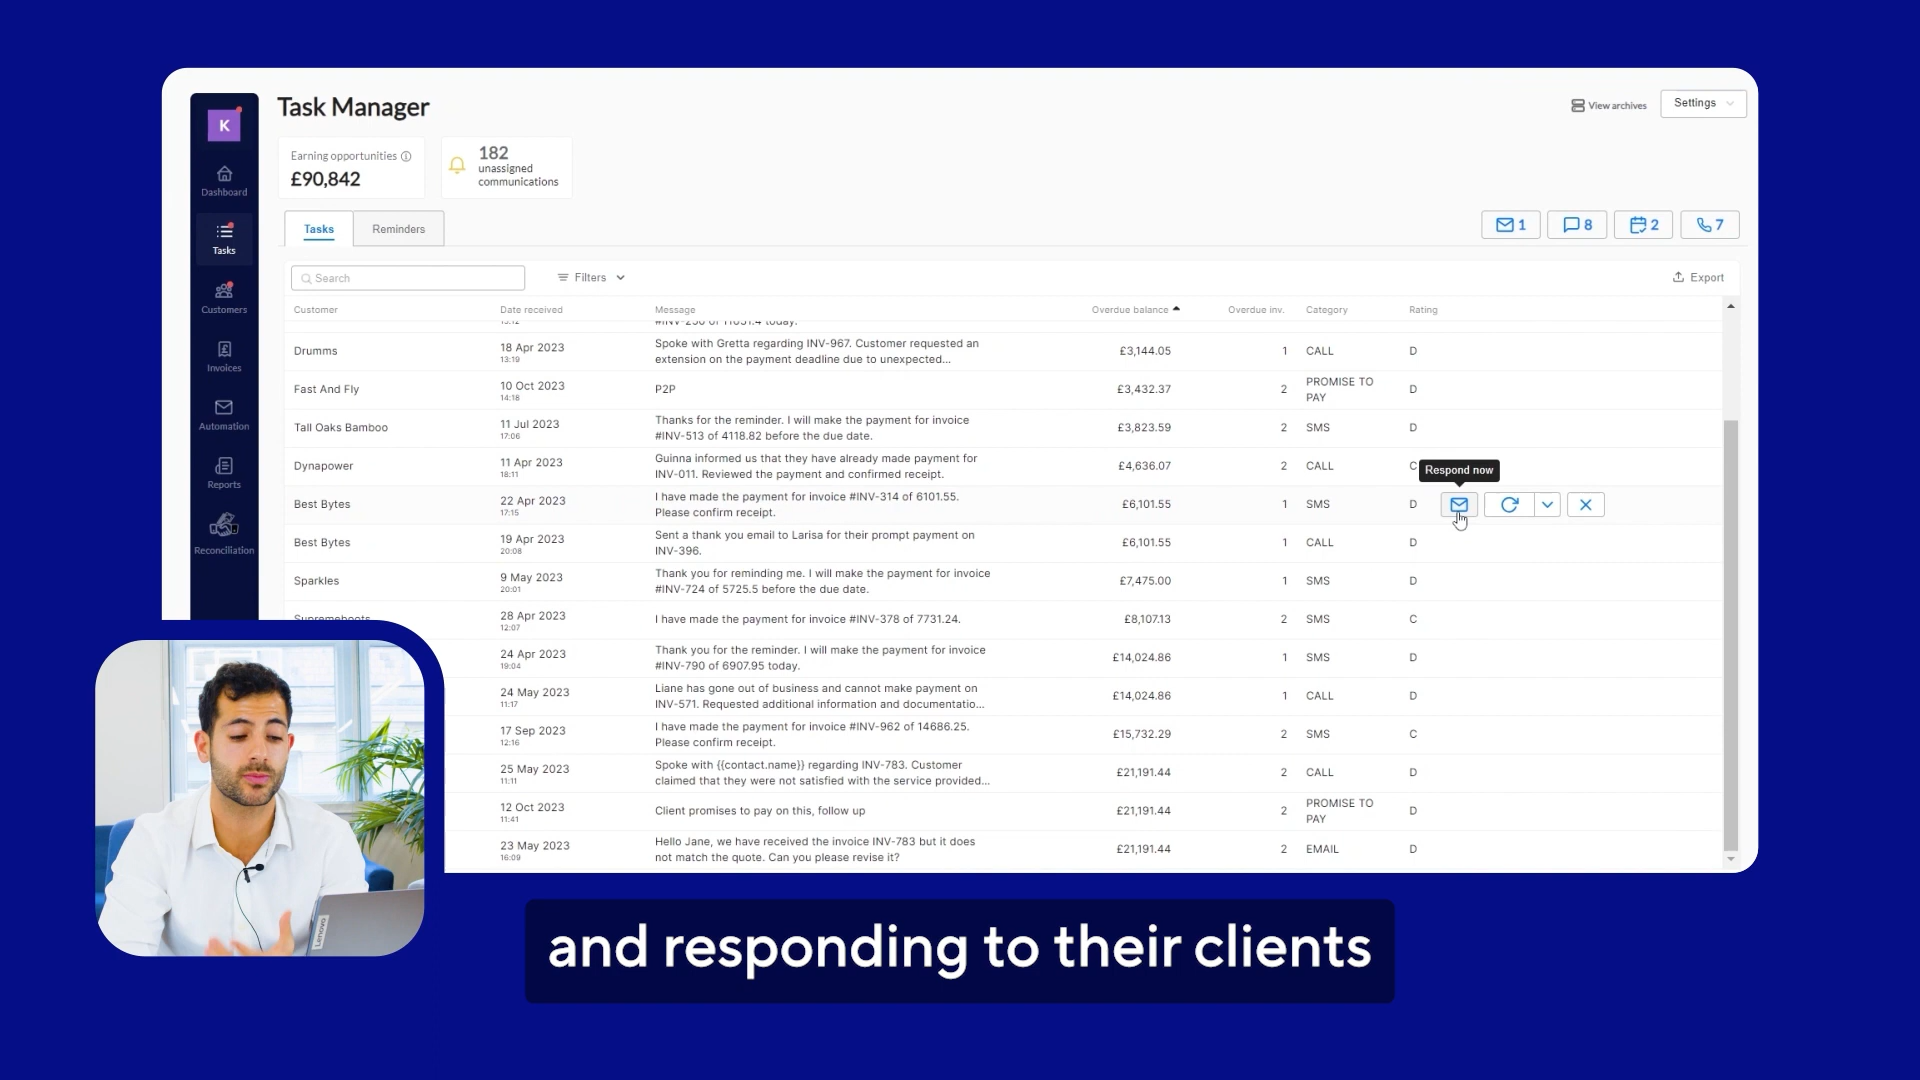 K
Dashboard
Tasks
Customers
Invoices
Automation
Reports
Reconciliation
Task Manager
View archives
Settings
Earning opportunities
£90,842
182
unassigned
communications
Tasks
Reminders
1
8
2
7
Search
Filters
Export
Customer Date received Message Overdue balance Overdue inv. Category Rating
#INV-256 of 11031.4 today.
Drumms 18 Apr 2023 Spoke with Gretta regarding INV-967. Customer requested an £3,144.05 1 CALL D
13:19 extension on the payment deadline due to unexpected...
Fast And Fly 10 Oct 2023 P2P £3,432.37 2 PROMISE TO D
14:18 PAY
Tall Oaks Bamboo 11 Jul 2023 Thanks for the reminder. I will make the payment for invoice £3,823.59 2 SMS D
17:06 #INV-513 of 4118.82 before the due date.
Dynapower 11 Apr 2023 Guinna informed us that they have already made payment for £4,636.07 2 CALL C
18:11 INV-011. Reviewed the payment and confirmed receipt.
Respond now
Best Bytes 22 Apr 2023 I have made the payment for invoice #INV-314 of 6101.55. £6,101.55 1 SMS D
17:15 Please confirm receipt.
Best Bytes 19 Apr 2023 Sent a thank you email to Larisa for their prompt payment on £6,101.55 1 CALL D
20:08 INV-396.
Sparkles 9 May 2023 Thank you for reminding me. I will make the payment for invoice £7,475.00 1 SMS D
20:01 #INV-724 of 5725.5 before the due date.
Supremeboots 28 Apr 2023 I have made the payment for invoice #INV-378 of 7731.24. £8,107.13 2 SMS C
12:07
24 Apr 2023 Thank you for the reminder. I will make the payment for invoice £14,024.86 1 SMS D
19:04 #INV-790 of 6907.95 today.
24 May 2023 Liane has gone out of business and cannot make payment on £14,024.86 1 CALL D
11:17 INV-571. Requested additional information and documentatio...
17 Sep 2023 I have made the payment for invoice #INV-962 of 14686.25. £15,732.29 2 SMS C
12:16 Please confirm receipt.
25 May 2023 Spoke with {{contact.name}} regarding INV-783. Customer £21,191.44 2 CALL D
11:11 claimed that they were not satisfied with the service provided...
12 Oct 2023 Client promises to pay on this, follow up £21,191.44 2 PROMISE TO D
11:41 PAY
23 May 2023 Hello Jane, we have received the invoice INV-783 but it does £21,191.44 2 EMAIL D
16:09 not match the quote. Can you please revise it?
Lenovo
and responding to their clients